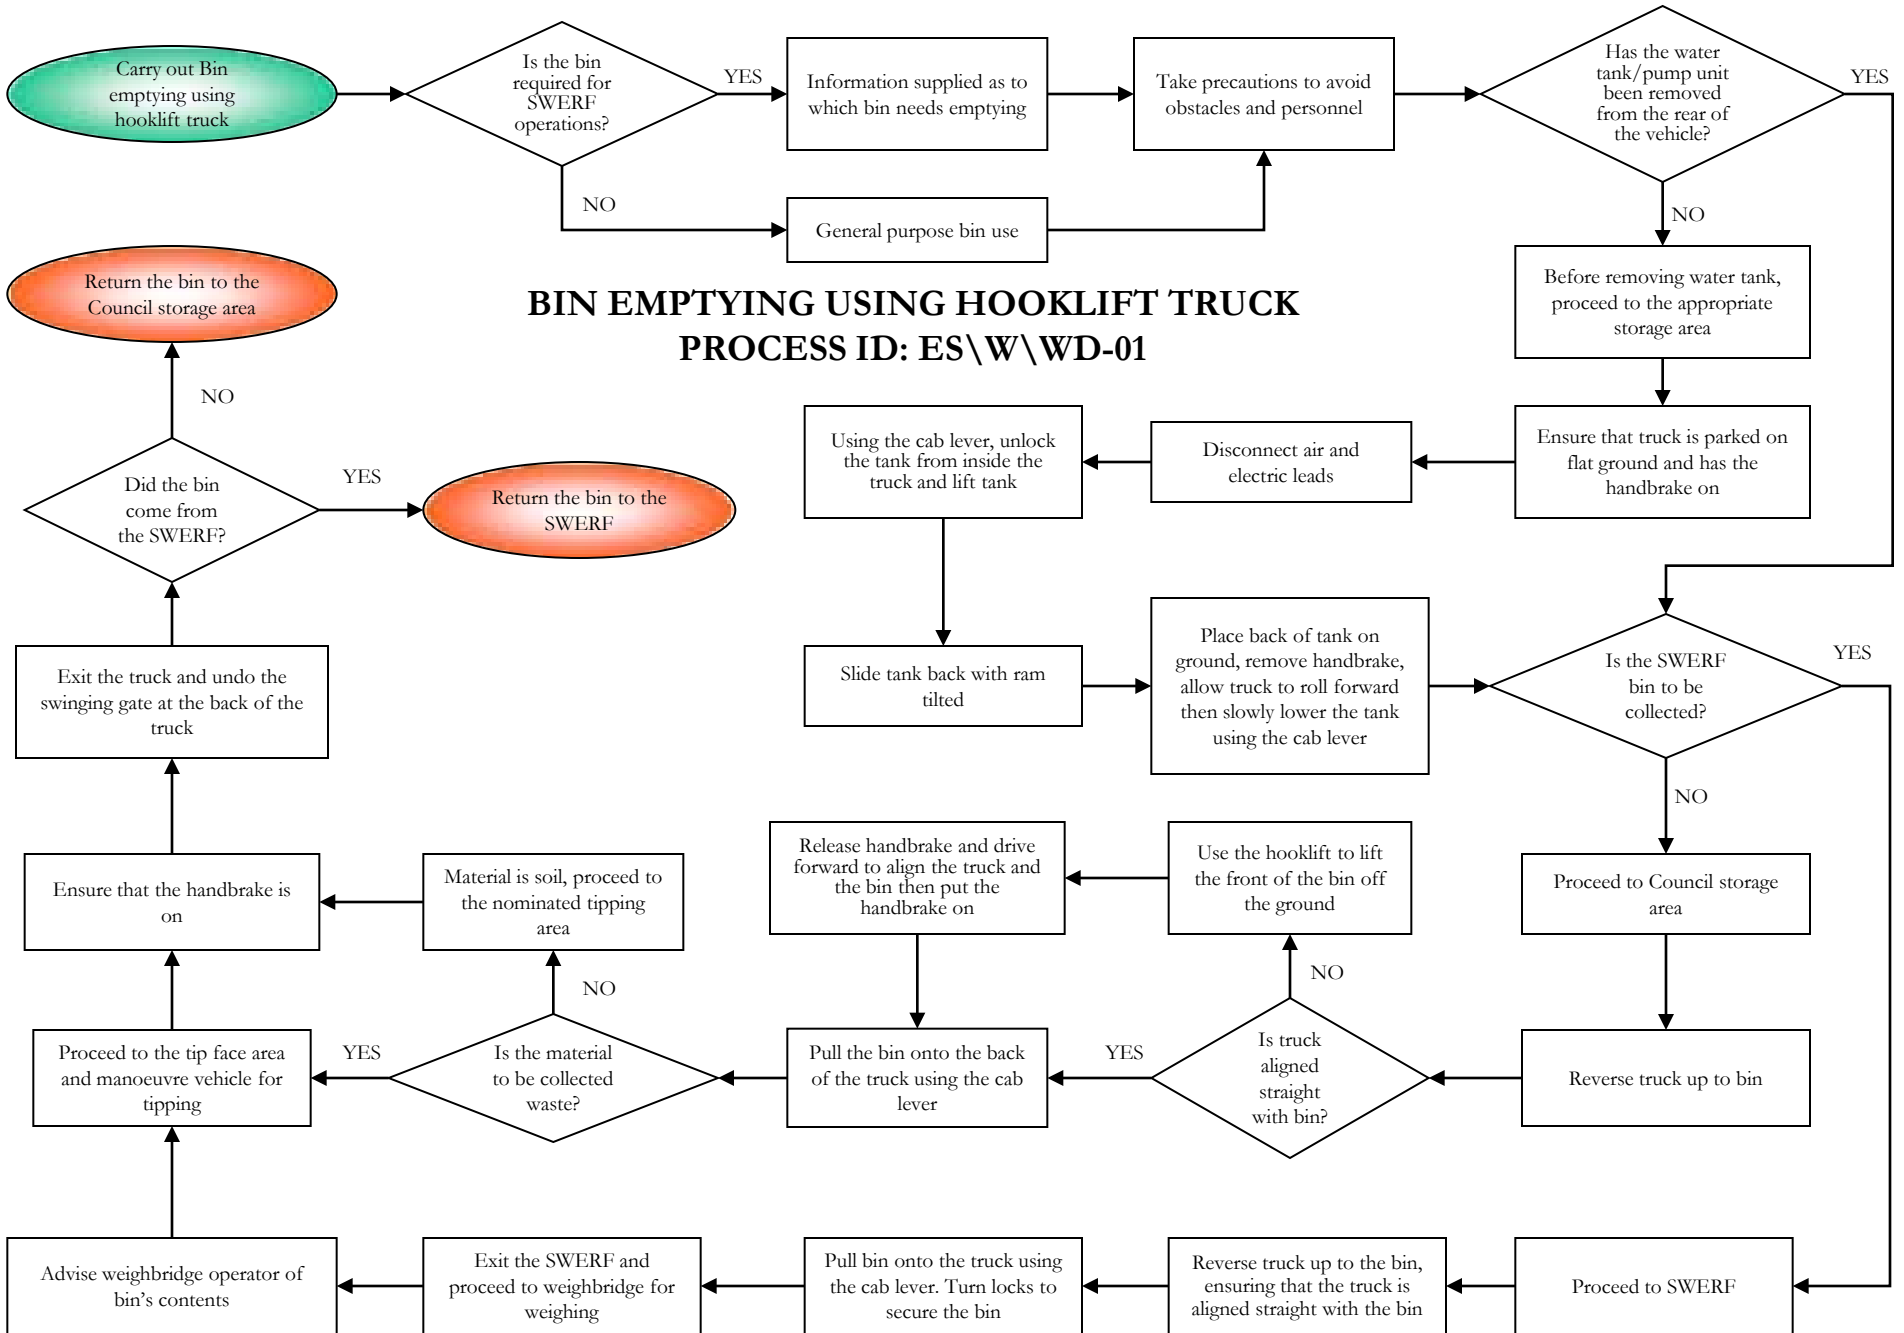 Carry out Bin
emptying using
hooklift truck
Is the bin
required for
SWERF
operations?
YES
Information supplied as to
which bin needs emptying
Take precautions to avoid
obstacles and personnel
Has the water
tank/pump unit
been removed
from the rear of
the vehicle?
YES
NO
General purpose bin use
NO
Before removing water tank,
proceed to the appropriate
storage area
Return the bin to the
Council storage area
BIN EMPTYING USING HOOKLIFT TRUCK
PROCESS ID: ES\W\WD-01
NO
Using the cab lever, unlock
the tank from inside the
truck and lift tank
Disconnect air and
electric leads
Ensure that truck is parked on
flat ground and has the
handbrake on
Did the bin
come from
the SWERF?
YES
Return the bin to the
SWERF
Exit the truck and undo the
swinging gate at the back of the
truck
Slide tank back with ram
tilted
Place back of tank on
ground, remove handbrake,
allow truck to roll forward
then slowly lower the tank
using the cab lever
Is the SWERF
bin to be
collected?
YES
NO
Ensure that the handbrake is
on
Material is soil, proceed to
the nominated tipping
area
Release handbrake and drive
forward to align the truck and
the bin then put the
handbrake on
Use the hooklift to lift
the front of the bin off
the ground
Proceed to Council storage
area
NO
NO
Proceed to the tip face area
and manoeuvre vehicle for
tipping
YES
Is the material
to be collected
waste?
Pull the bin onto the back
of the truck using the cab
lever
YES
Is truck
aligned
straight
with bin?
Reverse truck up to bin
Advise weighbridge operator of
bin's contents
Exit the SWERF and
proceed to weighbridge for
weighing
Pull bin onto the truck using
the cab lever. Turn locks to
secure the bin
Reverse truck up to the bin,
ensuring that the truck is
aligned straight with the bin
Proceed to SWERF